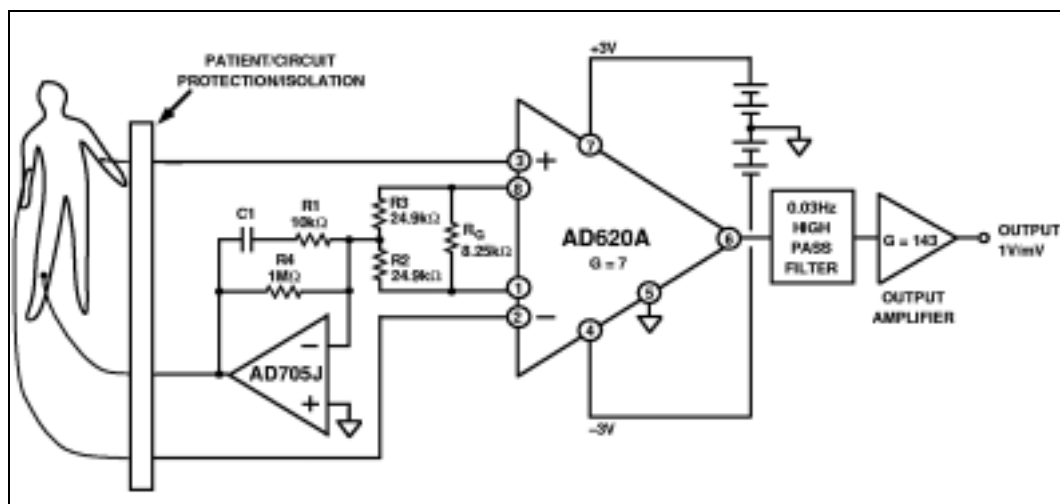 PATIENT/CIRCUIT
PROTECTION/ISOLATION
+3V
C1
R1
10kΩ
R4
1MΩ
R3
24.9kΩ
R2
24.9kΩ
RG
8.25kΩ
3
+
8
1
2
−
7
AD620A
G = 7
6
5
4
−3V
0.03Hz
HIGH
PASS
FILTER
G = 143
OUTPUT
1V/mV
OUTPUT
AMPLIFIER
AD705J
−
+